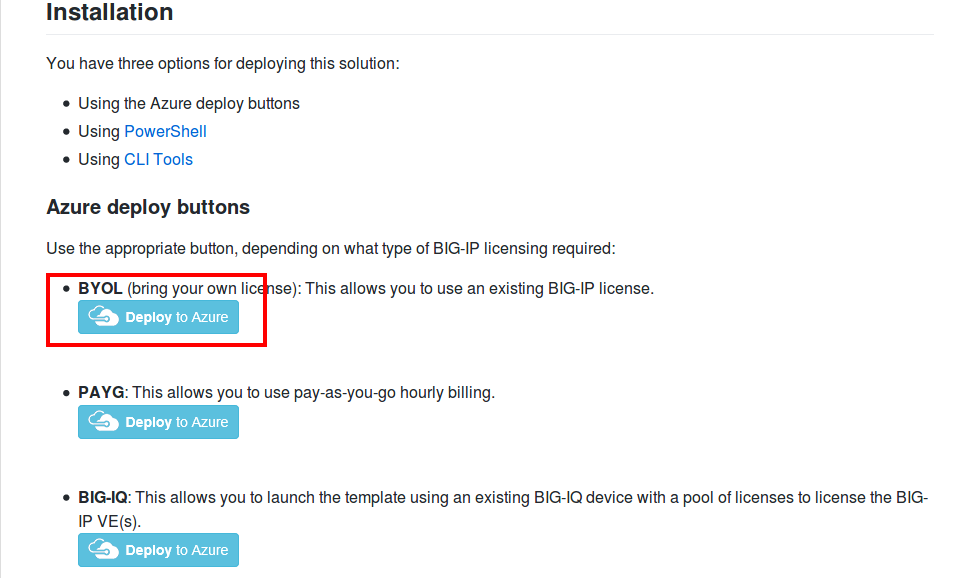 Installation
You have three options for deploying this solution:
• Using the Azure deploy buttons
• Using PowerShell
• Using CLI Tools
Azure deploy buttons
Use the appropriate button, depending on what type of BIG-IP licensing required:
• BYOL (bring your own license): This allows you to use an existing BIG-IP license.
Deploy to Azure
• PAYG: This allows you to use pay-as-you-go hourly billing.
Deploy to Azure
• BIG-IQ: This allows you to launch the template using an existing BIG-IQ device with a pool of licenses to license the BIG-
IP VE(s).
Deploy to Azure